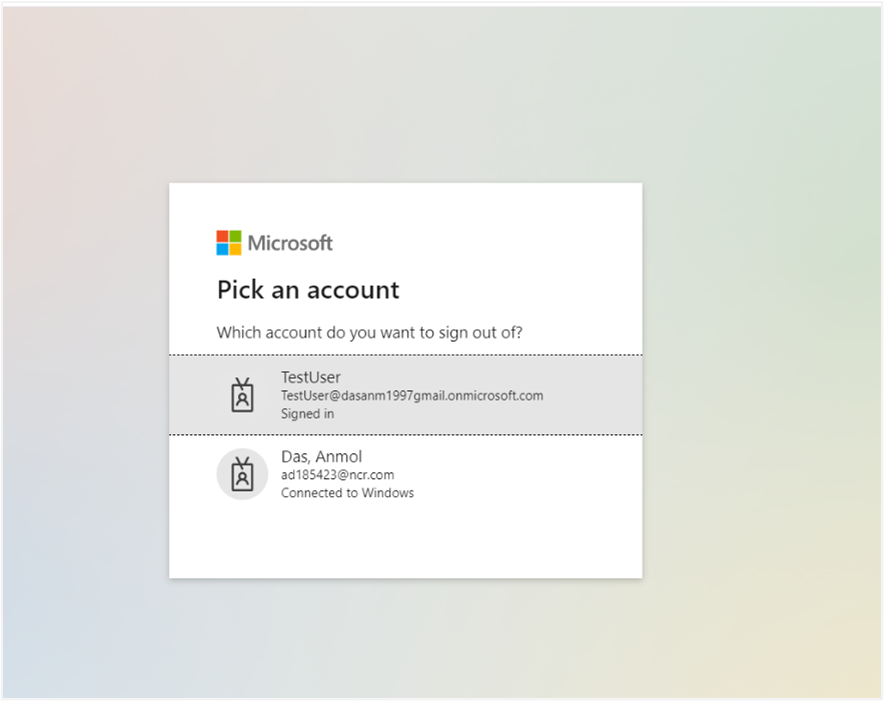 Microsoft
Pick an account
Which account do you want to sign out of?
TestUser
TestUser@dasanm1997gmail.onmicrosoft.com
Signed in
Das, Anmol
ad185423@ncr.com
Connected to Windows